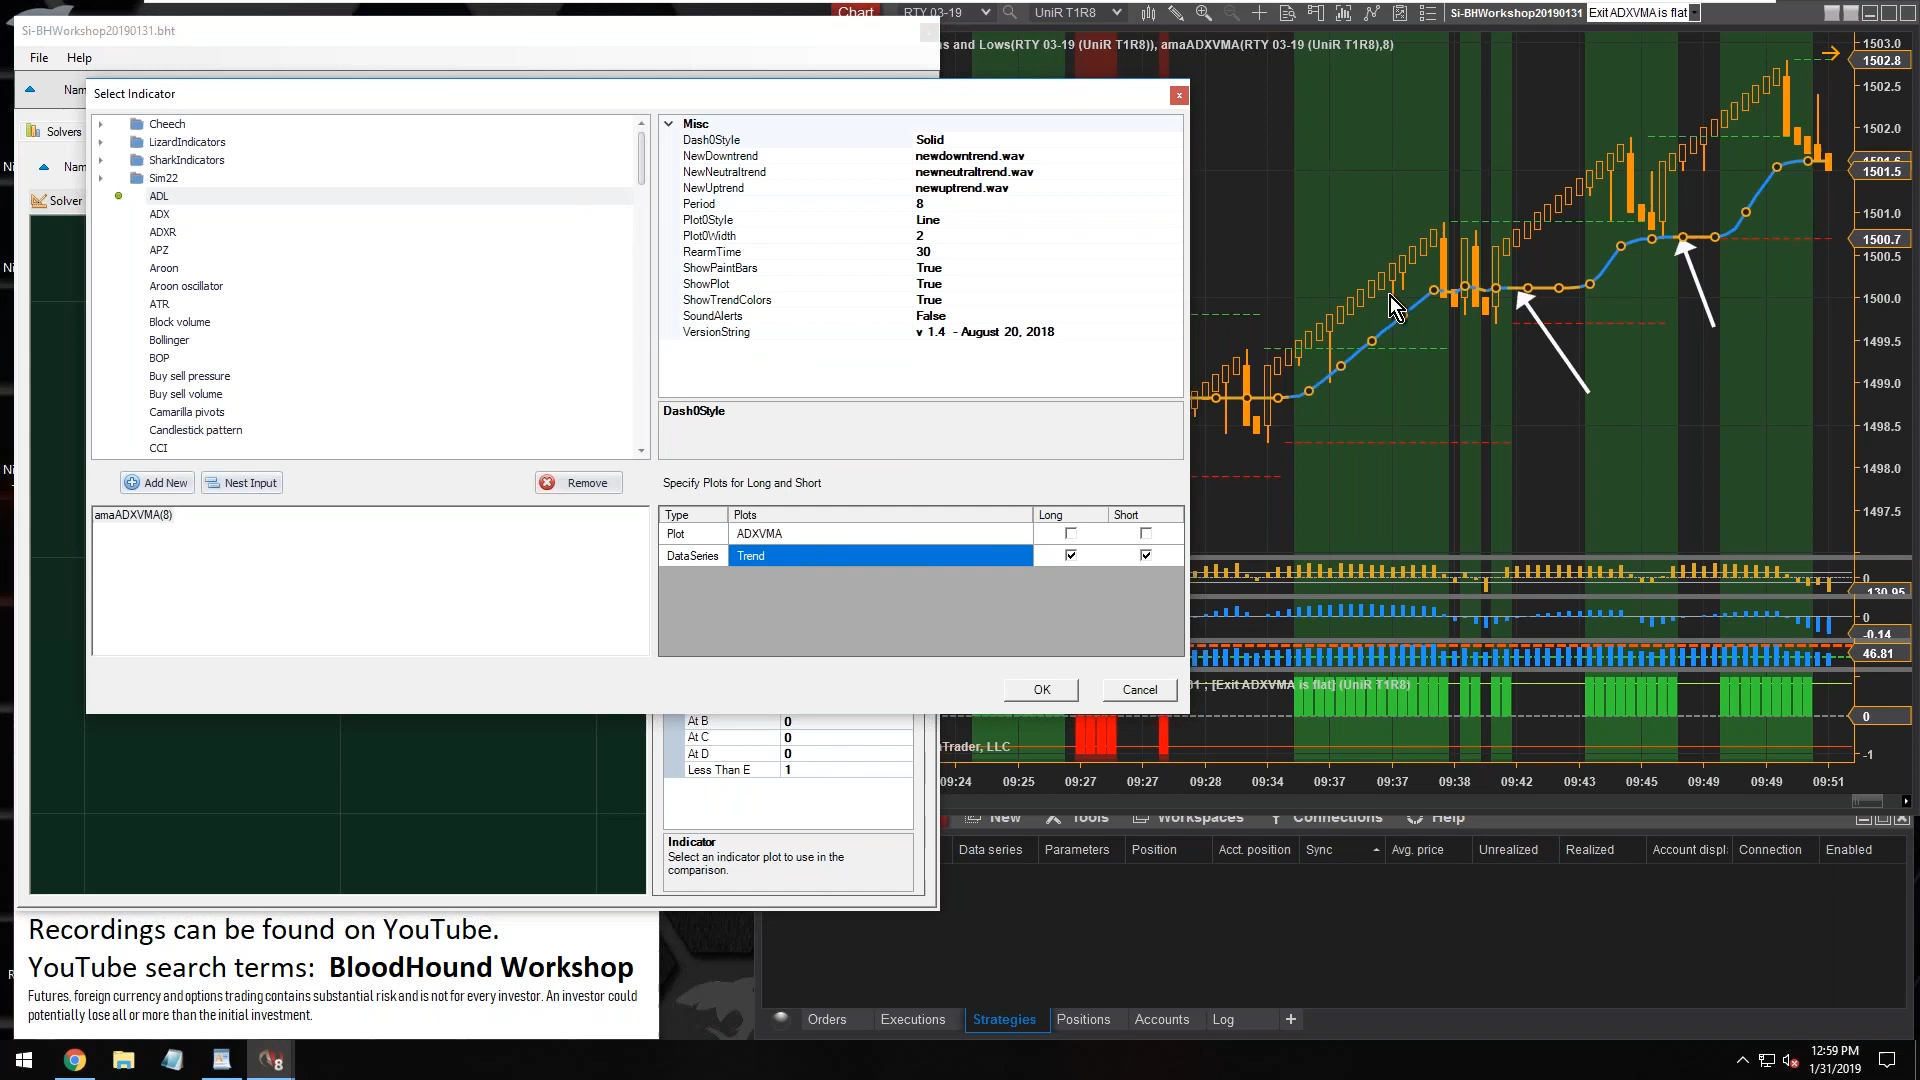 Si-BHWorkshop20190131.bht
File Help
Nam
Solvers
Nam
Solver
Select Indicator
Cheech
LizardIndicators
SharkIndicators
Sim22
ADL
ADX
ADXR
APZ
Aroon
Aroon oscillator
ATR
Block volume
Bollinger
BOP
Buy sell pressure
Buy sell volume
Camarilla pivots
Candlestick pattern
CCI
Add New Nest Input Remove
amaADXVMA(8)
Misc
Dash0Style Solid
NewDowntrend newdowntrend.wav
NewNeutraltrend newneutraltrend.wav
NewUptrend newuptrend.wav
Period 8
Plot0Style Line
Plot0Width 2
RearmTime 30
ShowPaintBars True
ShowPlot True
ShowTrendColors True
SoundAlerts False
VersionString v 1.4 - August 20, 2018
Dash0Style
Specify Plots for Long and Short
Type Plots Long Short
Plot ADXVMA
DataSeries Trend
OK Cancel
At B 0
At C 0
At D 0
Less Than E 1
Indicator
Select an indicator plot to use in the
comparison.
Chart RTY 03-19 UniR T1R8 Si-BHWorkshop20190131 Exit ADXVMA is flat
ns and Lows(RTY 03-19 (UniR T1R8)), amaADXVMA(RTY 03-19 (UniR T1R8),8)
1503.0
1502.8
1502.5
1502.0
1501.6
1501.5
1501.0
1500.7
1500.5
1500.0
1499.5
1499.0
1498.5
1498.0
1497.5
0
130.95
0
-0.14
46.81
01 ; [Exit ADXVMA is flat] (UniR T1R8)
0
aTrader, LLC
-1
09:24 09:25 09:27 09:27 09:28 09:34 09:37 09:37 09:38 09:42 09:43 09:45 09:49 09:49 09:51
New Tools Workspaces Connections Help
Data series Parameters Position Acct. position Sync Avg. price Unrealized Realized Account displ Connection Enabled
Orders Executions Strategies Positions Accounts Log +
Recordings can be found on YouTube.
YouTube search terms: BloodHound Workshop
Futures, foreign currency and options trading contains substantial risk and is not for every investor. An investor could
potentially lose all or more than the initial investment.
8
12:59 PM
1/31/2019